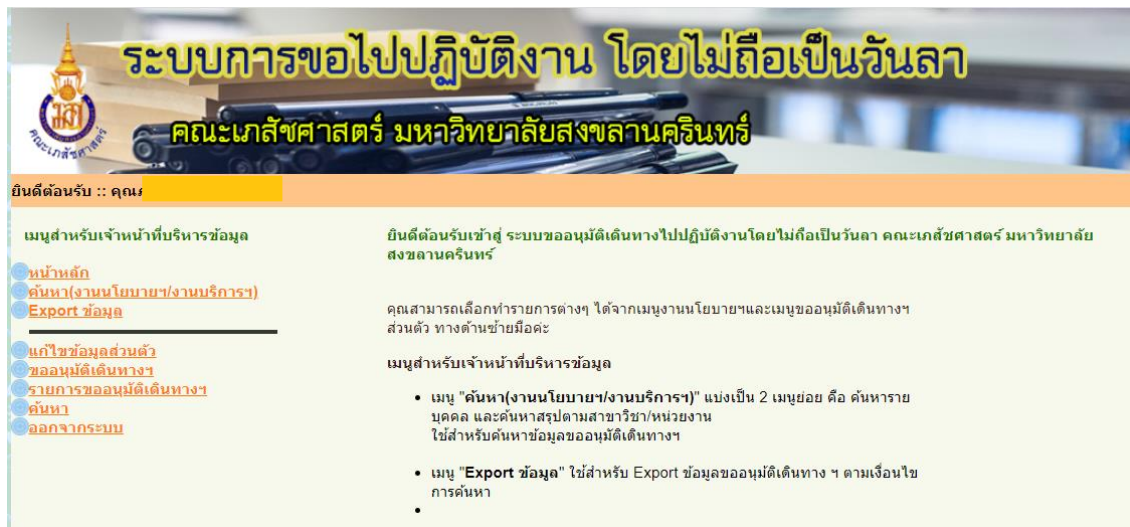 ระบบการขอไปปฏิบัติงาน โดยไม่ถือเป็นวันลา
คณะเภสัชศาสตร์ มหาวิทยาลัยสงขลานครินทร์
คณะเภสัชศาสตร์
ยินดีต้อนรับ :: คุณ
เมนูสำหรับเจ้าหน้าที่บริหารข้อมูล
หน้าหลัก
ค้นหา(งานนโยบายฯ/งานบริการฯ)
Export ข้อมูล
แก้ไขข้อมูลส่วนตัว
ขออนุมัติเดินทางฯ
รายการขออนุมัติเดินทางฯ
ค้นหา
ออกจากระบบ
ยินดีต้อนรับเข้าสู่ ระบบขออนุมัติเดินทางไปปฏิบัติงานโดยไม่ถือเป็นวันลา คณะเภสัชศาสตร์ มหาวิทยาลัย
สงขลานครินทร์
คุณสามารถเลือกทำรายการต่างๆ ได้จากเมนูงานนโยบายฯและเมนูขออนุมัติเดินทางฯ
ส่วนตัว ทางด้านซ้ายมือค่ะ
เมนูสำหรับเจ้าหน้าที่บริหารข้อมูล
• เมนู "ค้นหา(งานนโยบายฯ/งานบริการฯ)" แบ่งเป็น 2 เมนูย่อย คือ ค้นหาราย
บุคคล และค้นหาสรุปตามสาขาวิชา/หน่วยงาน
ใช้สำหรับค้นหาข้อมูลขออนุมัติเดินทางฯ
• เมนู "Export ข้อมูล" ใช้สำหรับ Export ข้อมูลขออนุมัติเดินทาง ฯ ตามเงื่อนไข
การค้นหา